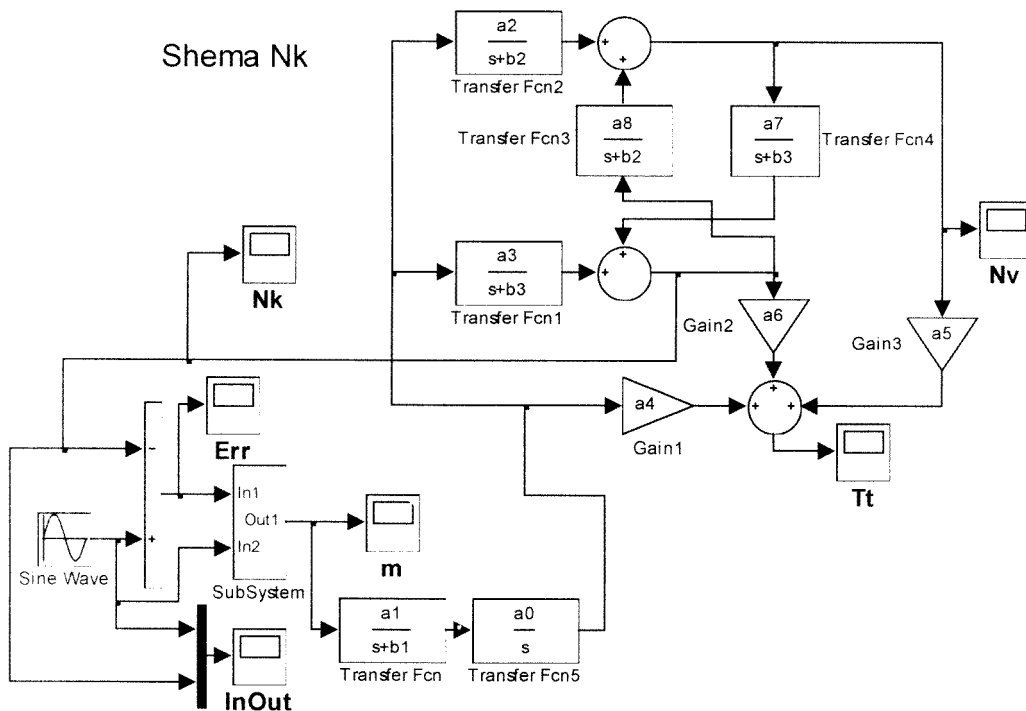 Shema Nk
a2
s+b2
Transfer Fcn2
+
+
Transfer Fcn3
a8
s+b2
a7
s+b3
Transfer Fcn4
Nk
a3
s+b3
Transfer Fcn1
+
+
Nv
Gain2
a6
Gain3
a5
Err
a4
Gain1
+
+
+
Tt
−
+
Sine Wave
In1
Out1
In2
SubSystem
m
a1
s+b1
Transfer Fcn
a0
s
Transfer Fcn5
InOut